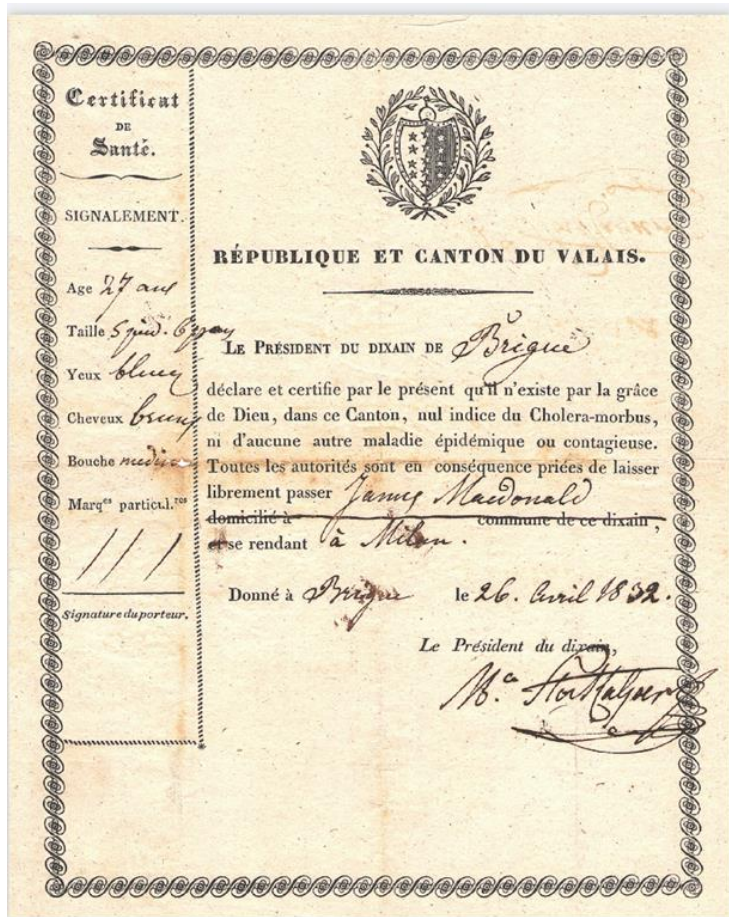 Certificat
DE
Santé.
SIGNALEMENT.
Age 27 ans
Taille 5 pied. 6
Yeux bleux
Cheveux bruns
Bouche
Marq.es particul.res
Signature du porteur.
RÉPUBLIQUE ET CANTON DU VALAIS.
LE PRÉSIDENT DU DIXAIN DE Brigue
déclare et certifie par le présent qu'il n'existe par la grâce
de Dieu, dans ce Canton, nul indice du Cholera-morbus,
ni d'aucune autre maladie épidémique ou contagieuse.
Toutes les autorités sont en conséquence priées de laisser
librement passer James Macdonald
domicilié à commune de ce dixain,
et se rendant à Milan.
Donné à Brigue le 26. Avril 1832.
Le Président du dixain,